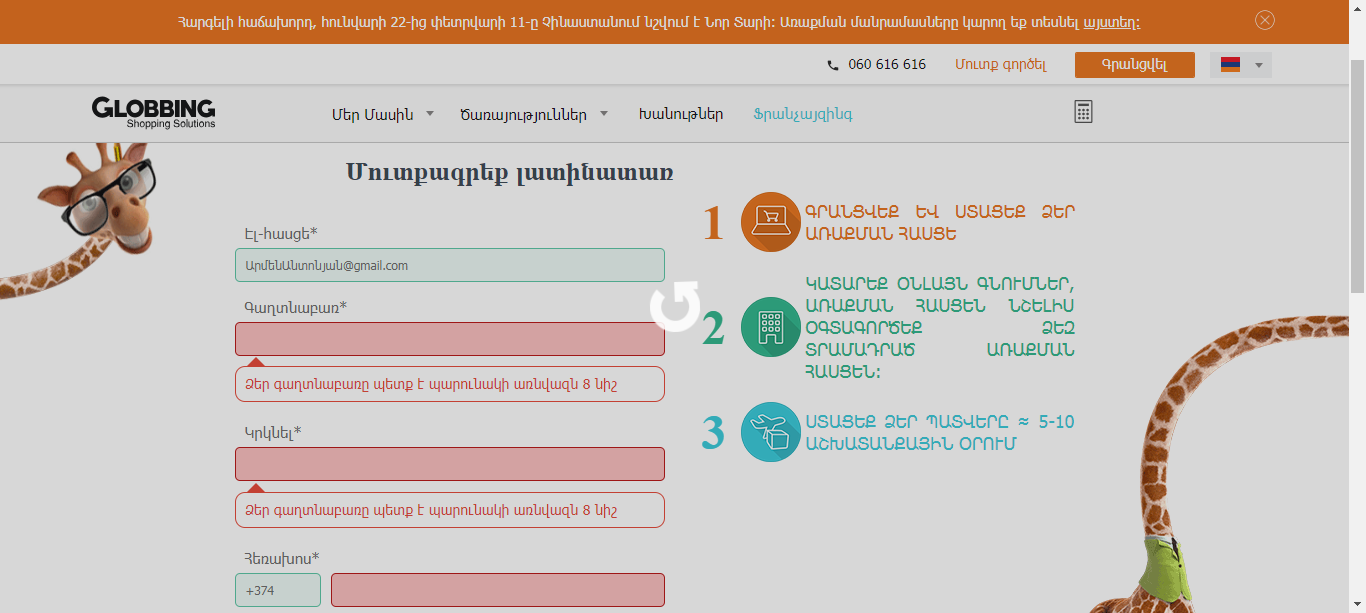 Հարգելի հաճախորդ, հունվարի 22-ից փետրվարի 11-ը Չինաստանում նշվում է Նոր Տարի: Առաքման մանրամասները կարող եք տեսնել այստեղ:
060 616 616
Մուտք գործել
Գրանցվել
GLOBBING
Shopping Solutions
Մեր Մասին
Ծառայություններ
Խանութներ
Ֆրանչայզինգ
Մուտքագրեք լատինատառ
Էլ-հասցե*
ԱրմենԱնտոնյան@gmail.com
Գաղտնաբառ*
Ձեր գաղտնաբառը պետք է պարունակի առնվազն 8 նիշ
Կրկնել*
Ձեր գաղտնաբառը պետք է պարունակի առնվազն 8 նիշ
Հեռախոս*
+374
1
ԳՐԱՆՑՎԵՔ ԵՎ ՍՏԱՑԵՔ ՁԵՐ
ԱՌԱՔՄԱՆ ՀԱՍՑԵ
2
ԿԱՏԱՐԵՔ ՕՆԼԱՅՆ ԳՆՈՒՄՆԵՐ,
ԱՌԱՔՄԱՆ ՀԱՍՑԵՆ ՆՇԵԼԻՍ
ՕԳՏԱԳՈՐԾԵՔ ՁԵԶ
ՏՐԱՄԱԴՐԱԾ ԱՌԱՔՄԱՆ
ՀԱՍՑԵՆ:
3
ՍՏԱՑԵՔ ՁԵՐ ՊԱՏՎԵՐԸ ≈ 5-10
ԱՇԽԱՏԱՆՔԱՅԻՆ ՕՐՈՒՄ